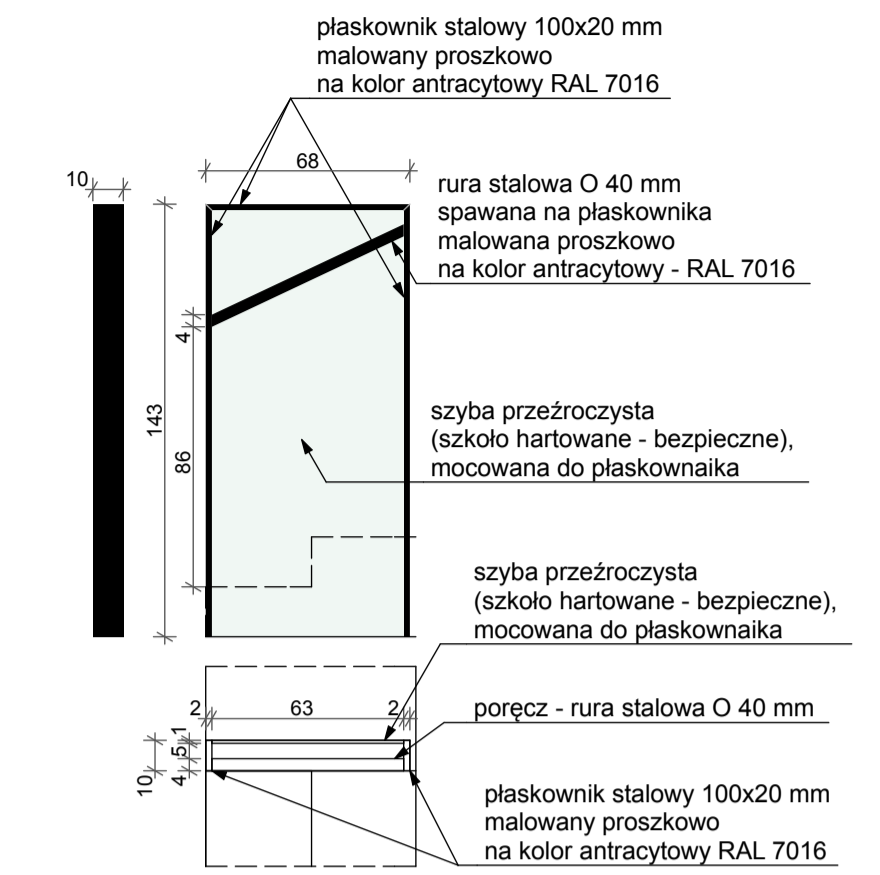 płaskownik stalowy 100x20 mm
malowany proszkowo
na kolor antracytowy RAL 7016
68
10
rura stalowa O 40 mm
spawana na płaskownika
malowana proszkowo
na kolor antracytowy - RAL 7016
4
143
86
szyba przeźroczysta
(szkoło hartowane - bezpieczne),
mocowana do płaskownaika
szyba przeźroczysta
(szkoło hartowane - bezpieczne),
mocowana do płaskownaika
2
63
2
poręcz - rura stalowa O 40 mm
1
5
4
10
płaskownik stalowy 100x20 mm
malowany proszkowo
na kolor antracytowy RAL 7016